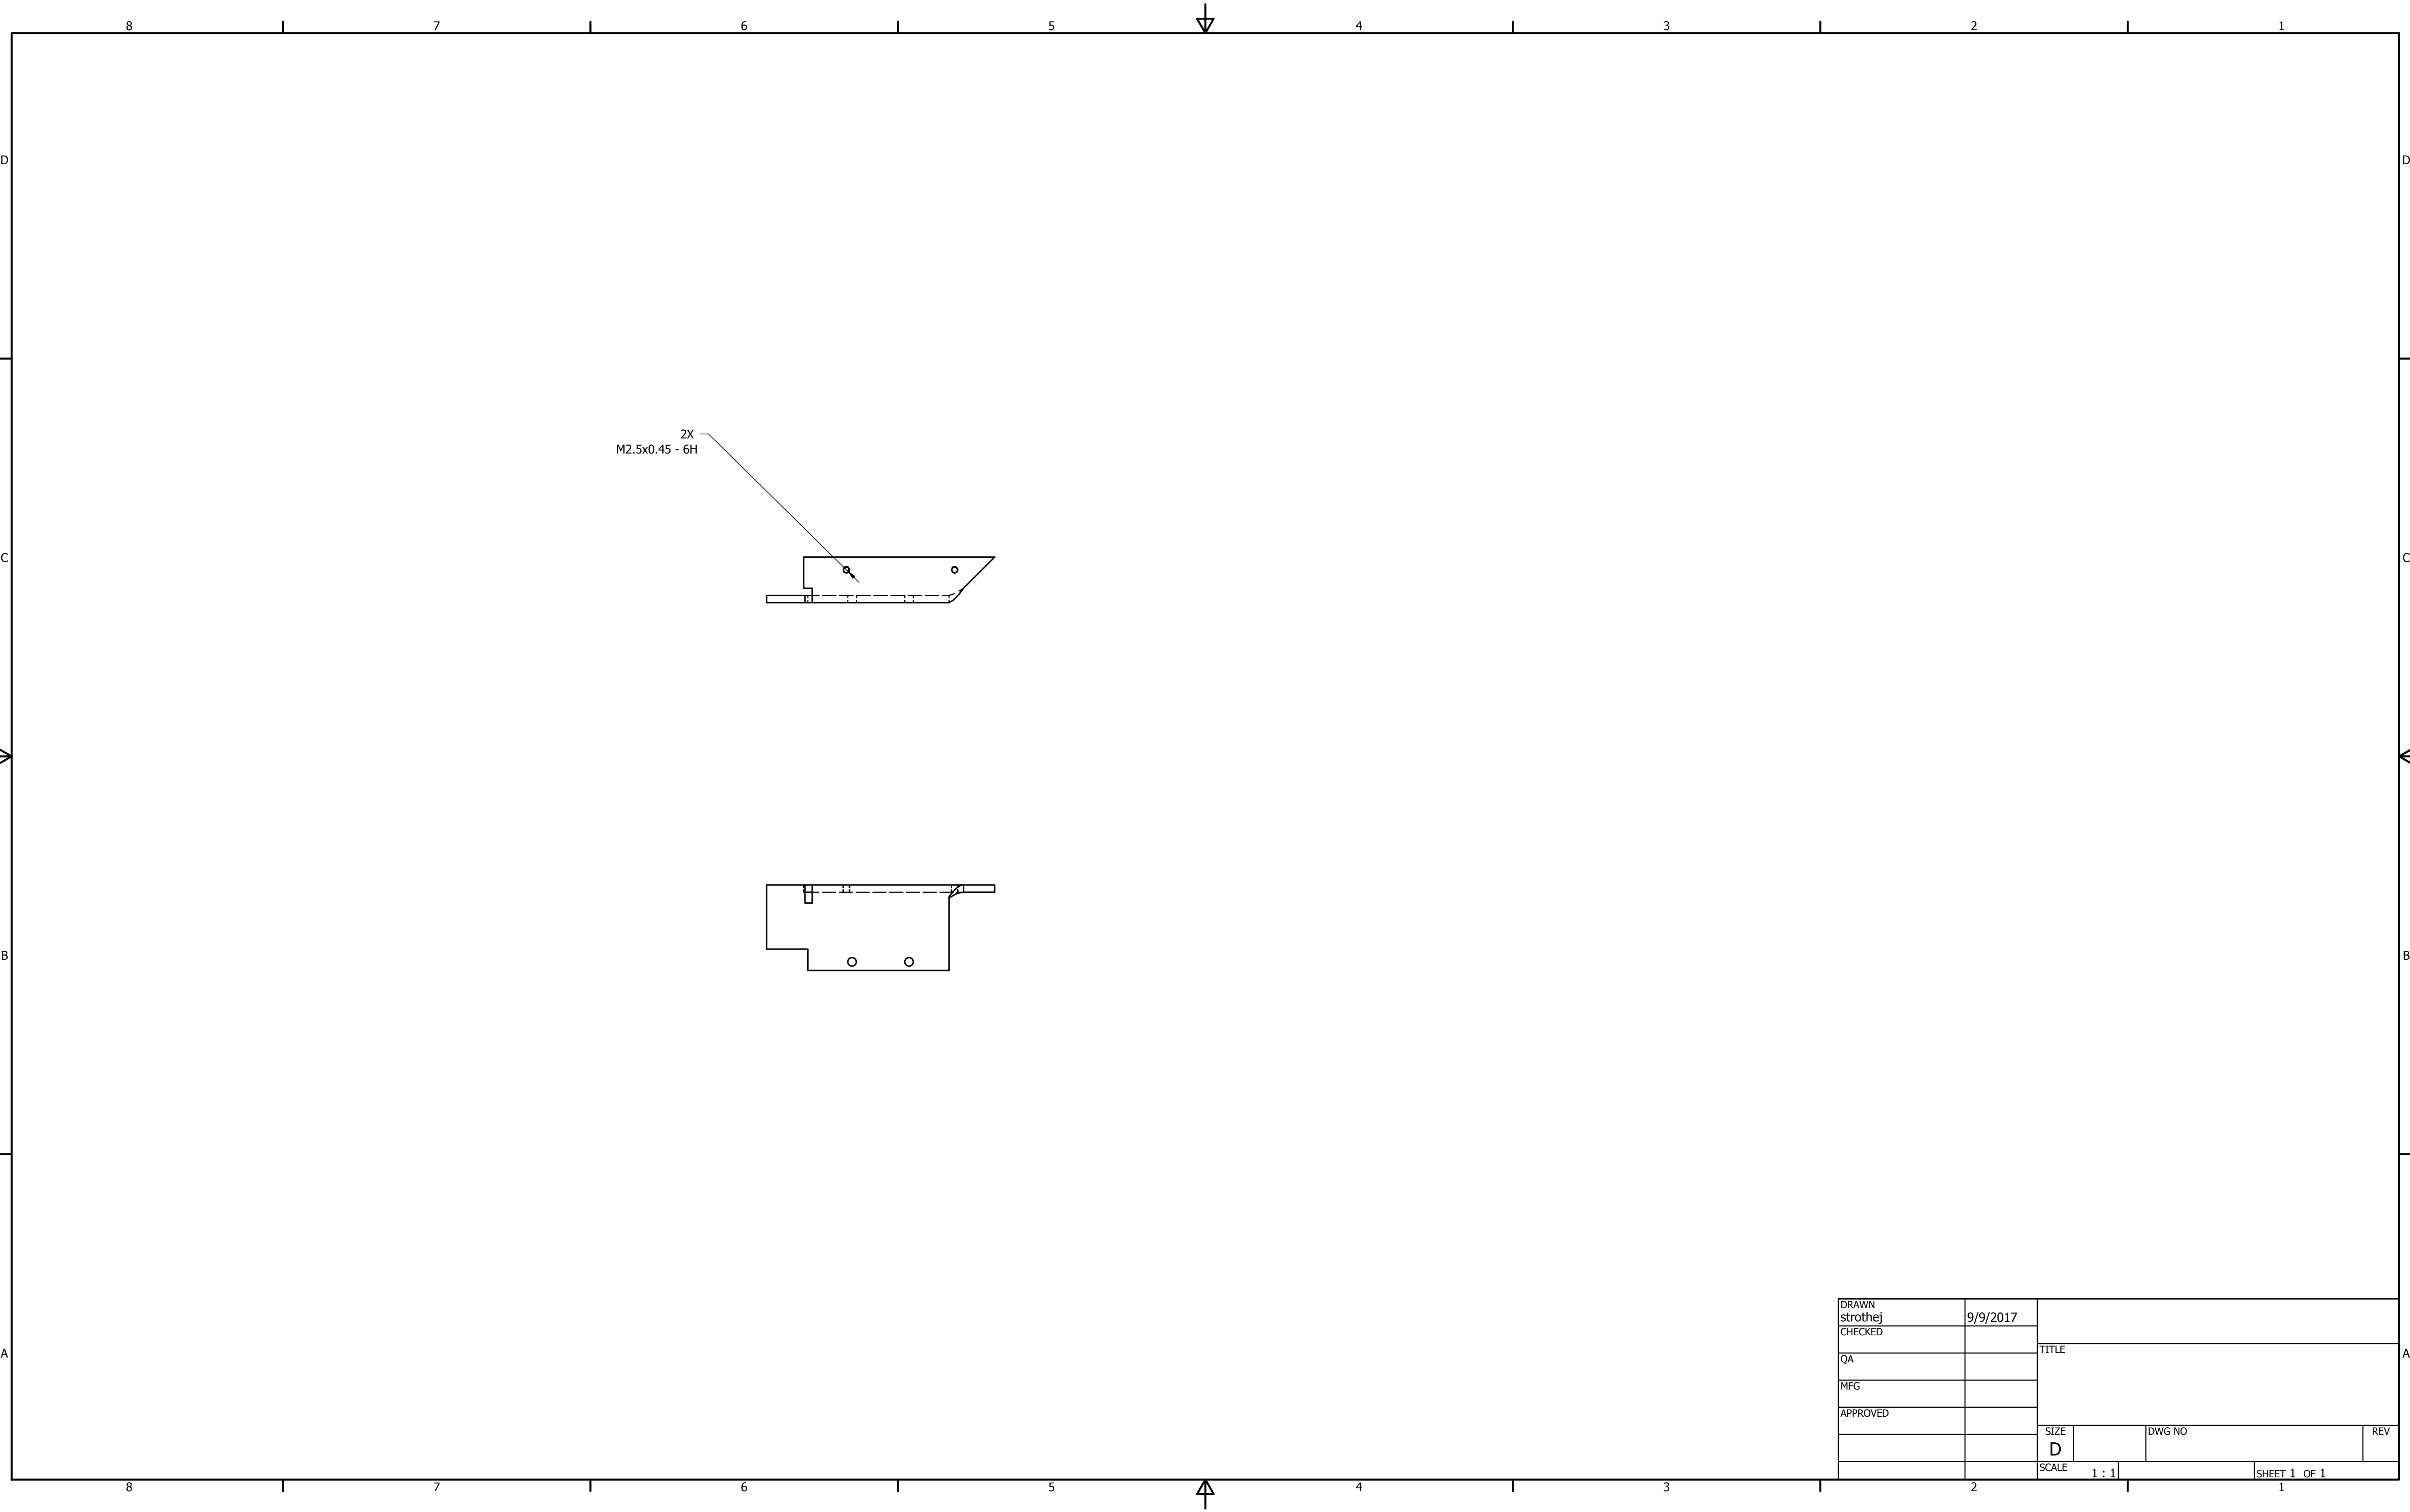 8 7 6 5 4 3 2 1
D D
2X
M2.5x0.45 - 6H
C C
B B
DRAWN
strothej 9/9/2017
CHECKED
TITLE
A A
QA
MFG
APPROVED
SIZE DWG NO REV
D
SCALE 1 : 1 SHEET 1 OF 1
8 7 6 5 4 3 2 1